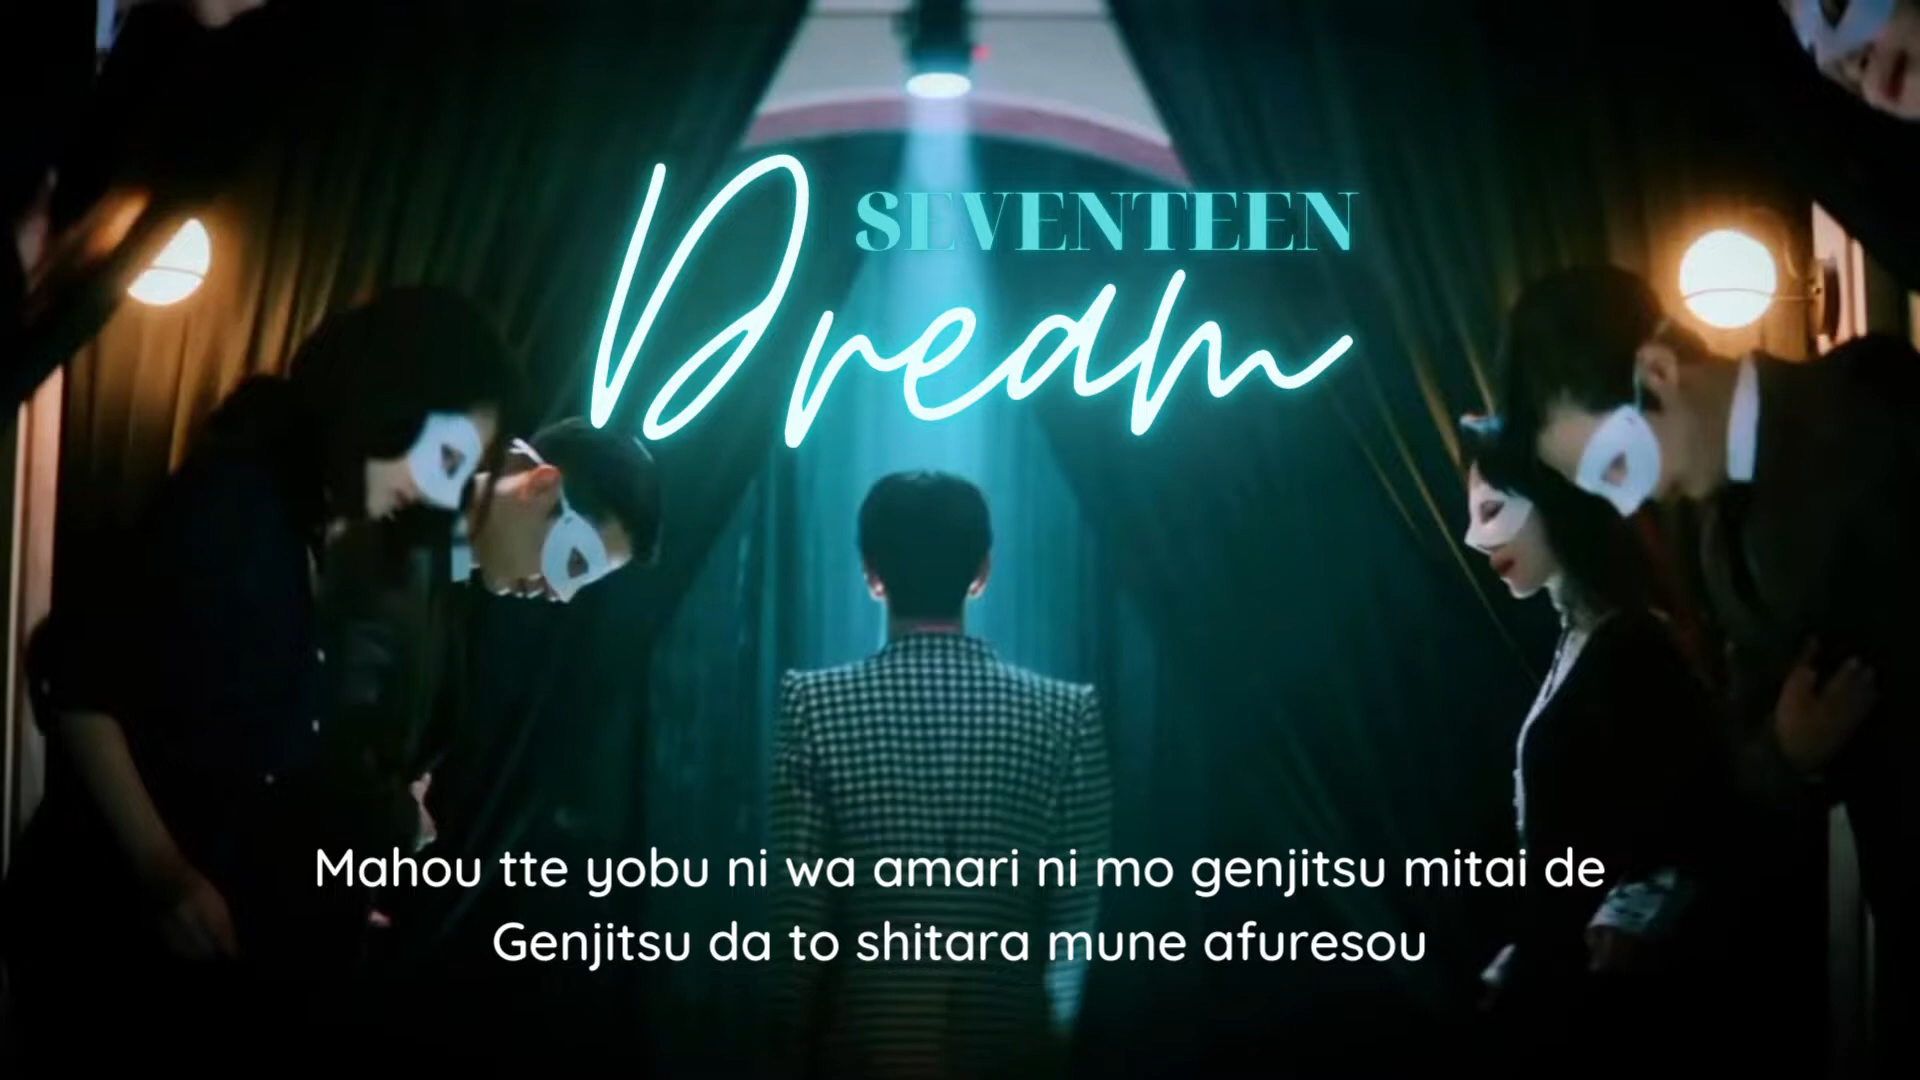 SEVENTEEN
Dream
Mahou tte yobu ni wa amari ni mo genjitsu mitai de
Genjitsu da to shitara mune afuresou